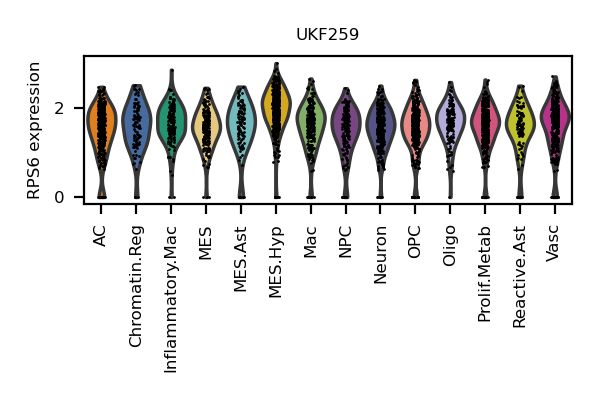 UKF259
RPS6 expression
2
0
AC
Chromatin.Reg
Inflammatory.Mac
MES
MES.Ast
MES.Hyp
Mac
NPC
Neuron
OPC
Oligo
Prolif.Metab
Reactive.Ast
Vasc